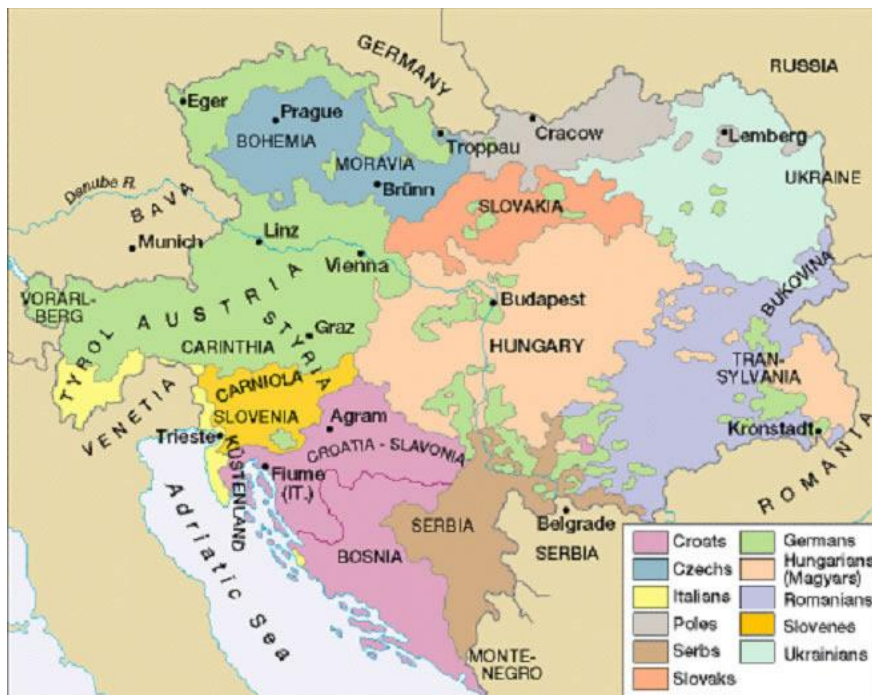 GERMANY
RUSSIA
Eger
Prague
BOHEMIA
Troppau
Cracow
Lemberg
MORAVIA
Brünn
UKRAINE
Danube R.
BAVA
SLOVAKIA
Munich
Linz
Vienna
BUKOVINA
VORARL-
BERG
TYROL
AUSTRIA
STYRIA
Budapest
Graz
CARINTHIA
HUNGARY
TRAN-
SYLVANIA
CARNIOLA
SLOVENIA
VENETIA
Agram
Kronstadt
Trieste
KÜSTENLAND
CROATIA - SLAVONIA
Fiume
(IT.)
ROMANIA
Adriatic Sea
SERBIA
Belgrade
BOSNIA
SERBIA
MONTE-
NEGRO
Croats
Czechs
Italians
Poles
Serbs
Slovaks
Germans
Hungarians
(Magyars)
Romanians
Slovenes
Ukrainians